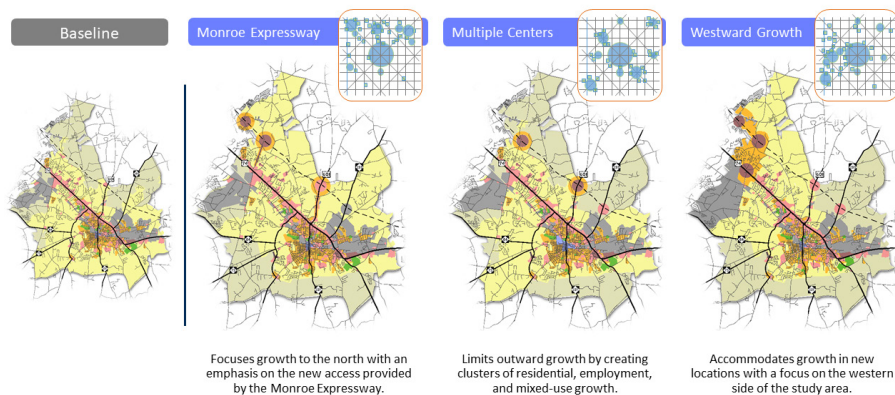 Baseline
Monroe Expressway
Multiple Centers
Westward Growth
Focuses growth to the north with an
emphasis on the new access provided
by the Monroe Expressway.
Limits outward growth by creating
clusters of residential, employment,
and mixed-use growth.
Accommodates growth in new
locations with a focus on the western
side of the study area.